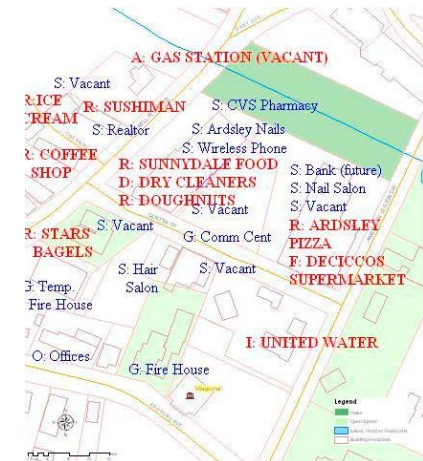 A: GAS STATION (VACANT)
S: Vacant
R: ICE CREAM
R: SUSHIMAN
S: CVS Pharmacy
S: Realtor
S: Ardsley Nails
S: Wireless Phone
R: COFFEE SHOP
R: SUNNYDALE FOOD
D: DRY CLEANERS
R: DOUGHNUTS
S: Bank (future)
S: Nail Salon
S: Vacant
S: Vacant
S: Vacant
R: ARDSLEY
PIZZA
R: STARS
BAGELS
G: Comm Cent
F: DECICCOS
SUPERMARKET
S: Hair
Salon
S: Vacant
G: Temp.
Fire House
I: UNITED WATER
O: Offices
G: Fire House
Village Hall
Legend